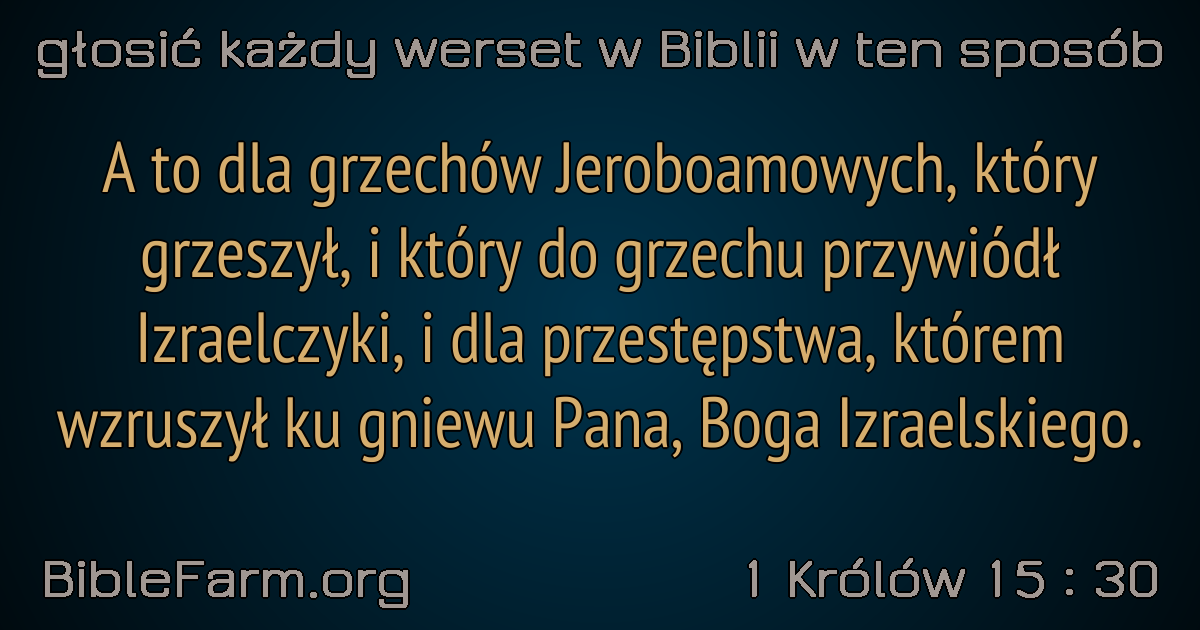 głosić każdy werset w Biblii w ten sposób
A to dla grzechów Jeroboamowych, który
grzeszył, i który do grzechu przywiódł
Izraelczyki, i dla przestępstwa, którem
wzruszył ku gniewu Pana, Boga Izraelskiego.
BibleFarm.org
1 Królów 15 : 30